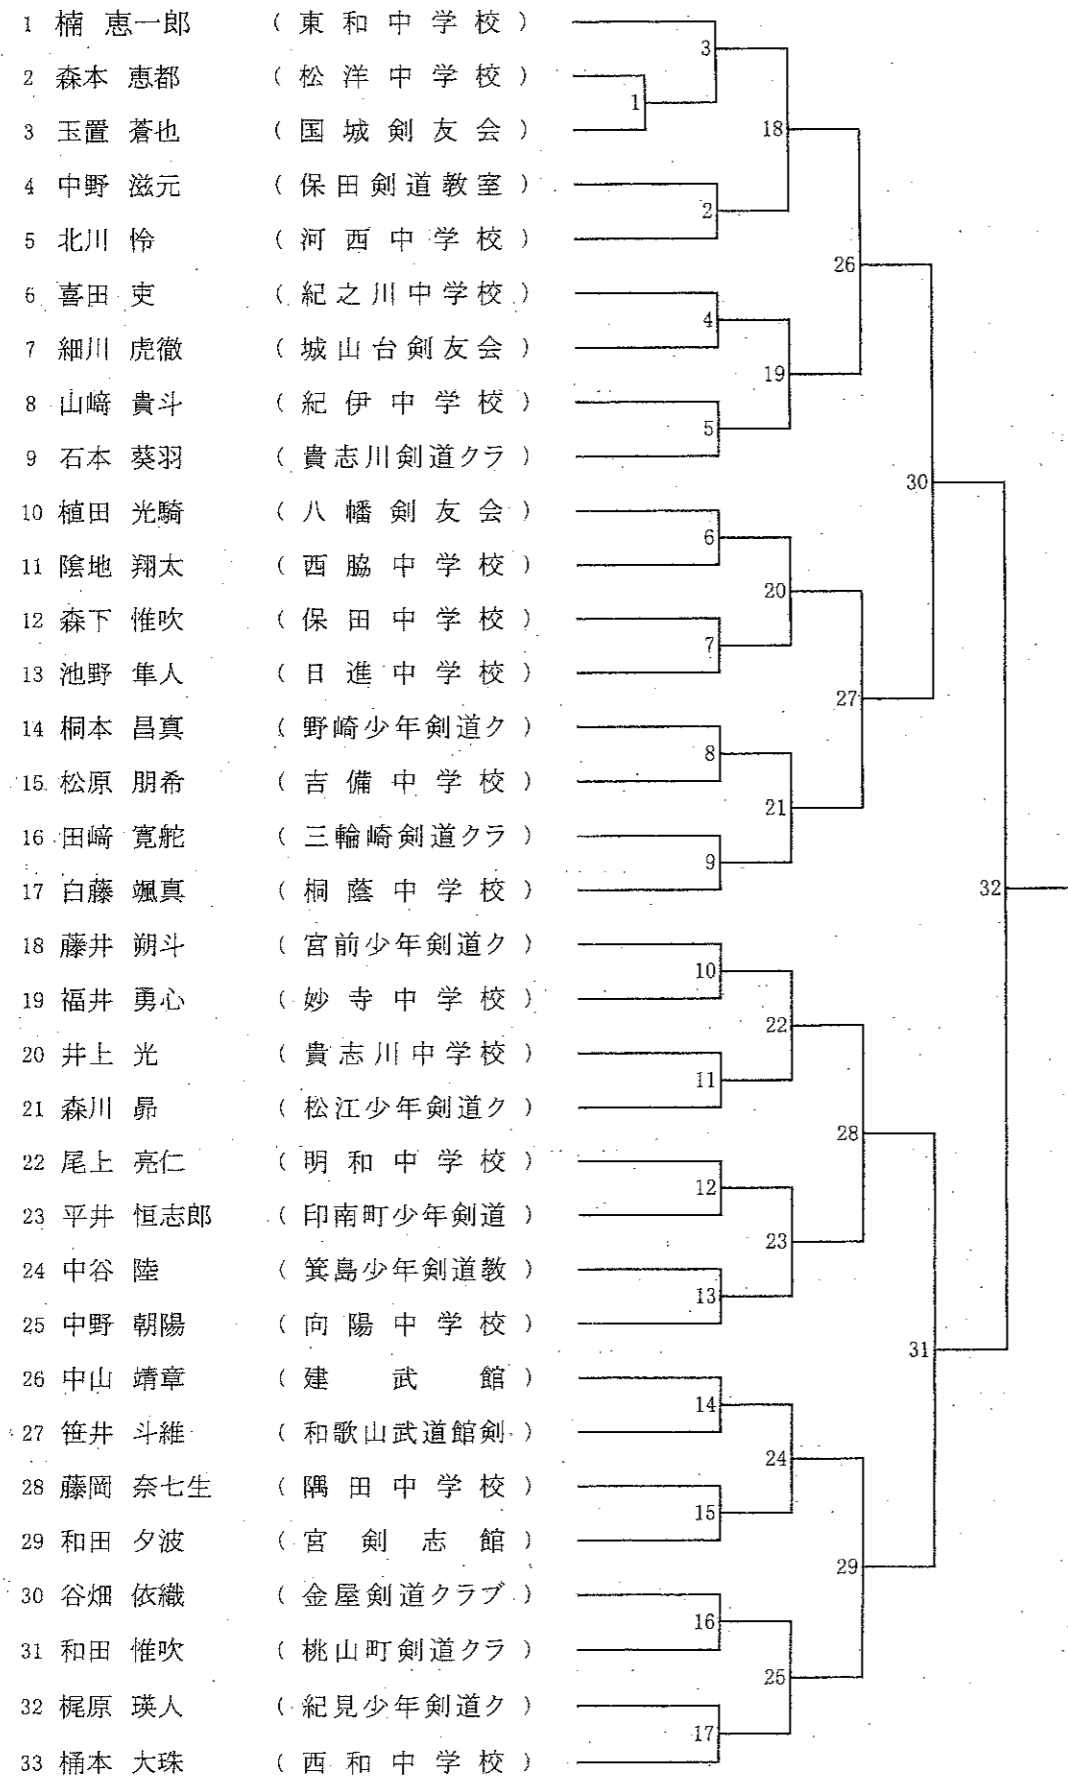 1 楠 恵一郎 (東和中学校)
3
2 森本 恵都 (松洋中学校)
1
3 玉置 蒼也 (国城剣友会)
18
4 中野 滋元 (保田剣道教室)
2
5 北川 怜 (河西中学校)
26
6 喜田 吏 (紀之川中学校)
4
7 細川 虎徹 (城山台剣友会)
19
8 山﨑 貴斗 (紀伊中学校)
5
9 石本 葵羽 (貴志川剣道クラ)
30
10 植田 光騎 (八幡剣友会)
6
11 陰地 翔太 (西脇中学校)
20
12 森下 惟吹 (保田中学校)
7
13 池野 隼人 (日進中学校)
27
14 桐本 昌真 (野崎少年剣道ク)
8
15 松原 朋希 (吉備中学校)
21
16 田﨑 寛舵 (三輪崎剣道クラ)
9
17 白藤 颯真 (桐蔭中学校)
32
18 藤井 朔斗 (宮前少年剣道ク)
10
19 福井 勇心 (妙寺中学校)
22
20 井上 光 (貴志川中学校)
11
21 森川 昴 (松江少年剣道ク)
28
22 尾上 亮仁 (明和中学校)
12
23 平井 恒志郎 (印南町少年剣道)
23
24 中谷 陸 (箕島少年剣道教)
13
25 中野 朝陽 (向陽中学校)
31
26 中山 靖章 (建武館)
14
27 笹井 斗維 (和歌山武道館剣)
24
28 藤岡 奈七生 (隅田中学校)
15
29 和田 夕波 (宮剣志館)
29
30 谷畑 依織 (金屋剣道クラブ)
16
31 和田 惟吹 (桃山町剣道クラ)
25
32 梶原 瑛人 (紀見少年剣道ク)
17
33 桶本 大珠 (西和中学校)